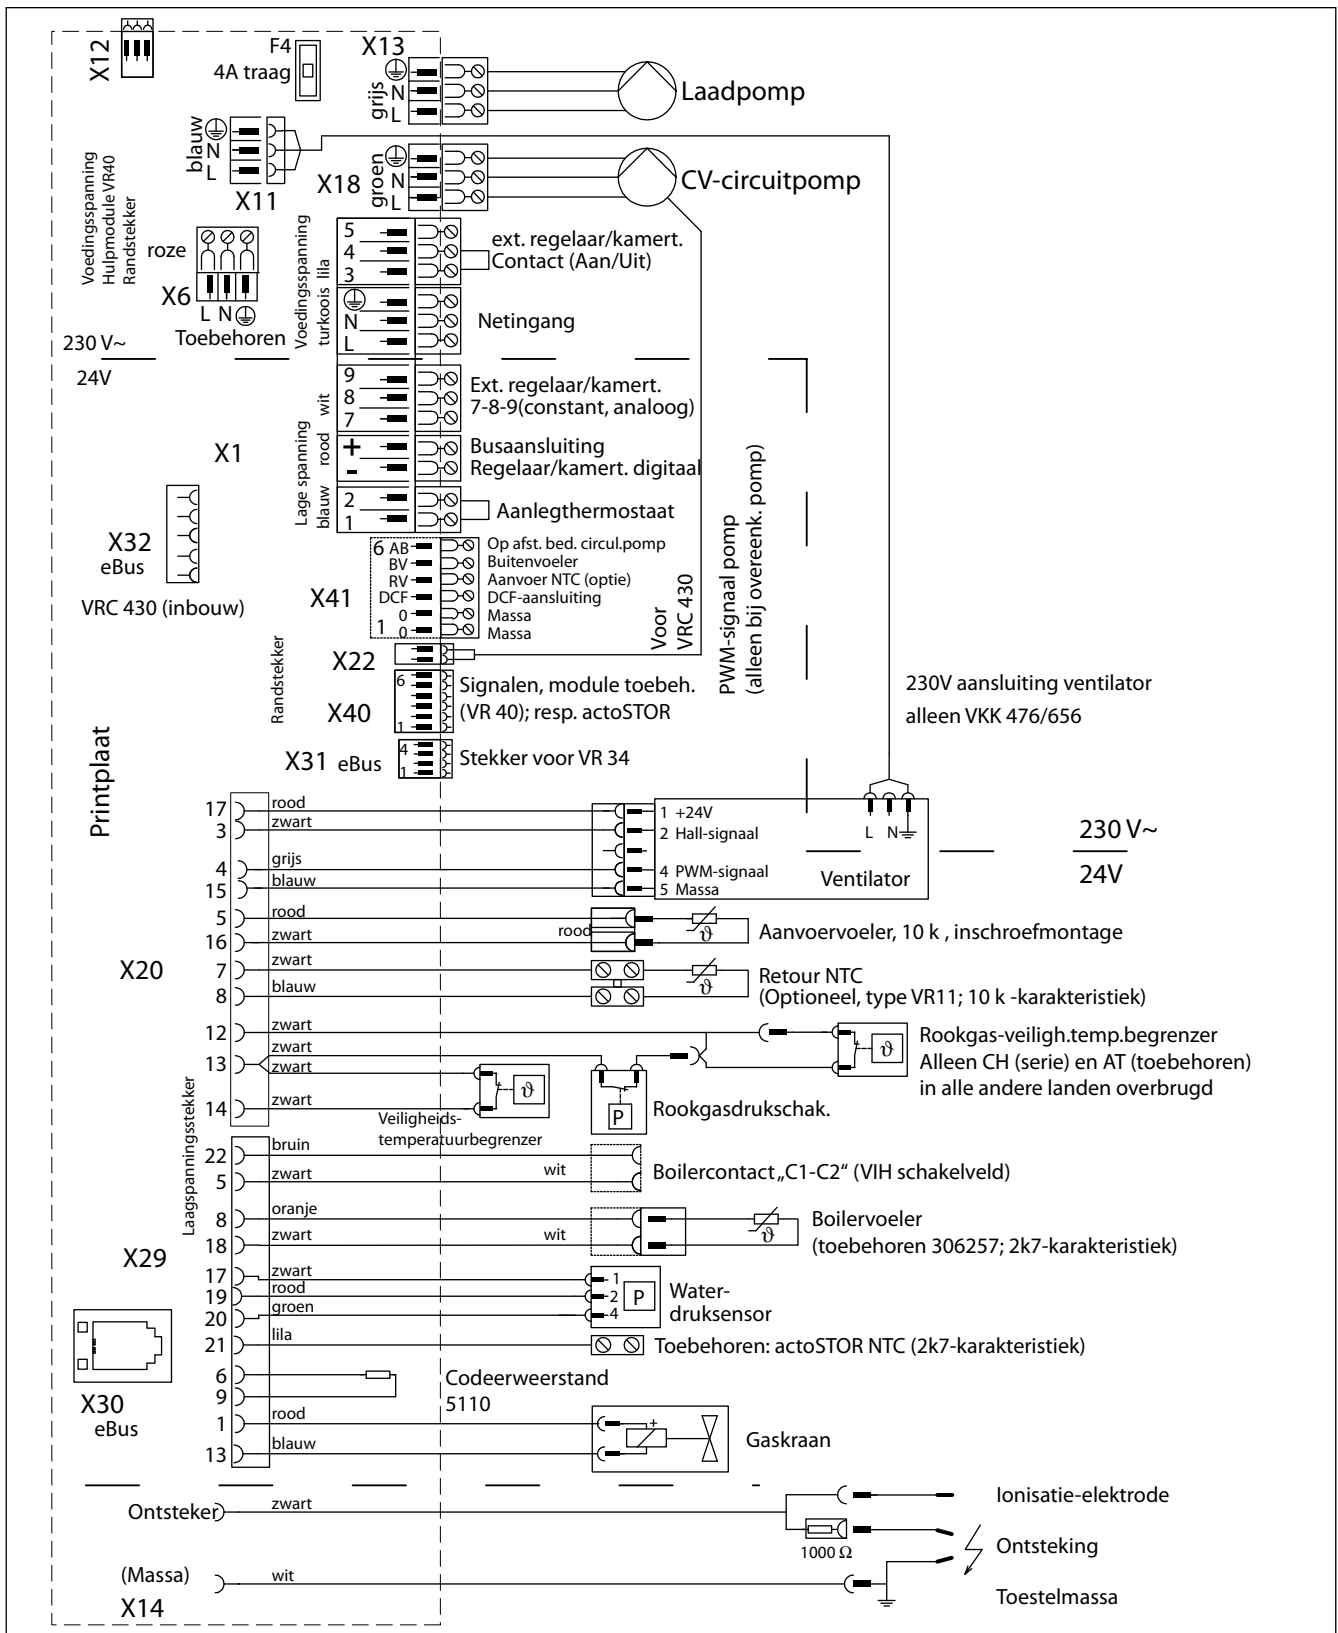 X12
F4
4A traag
X13
grijs
N
L
Laadpomp
blauw
N
L
X11
X18
groen
N
L
CV-circuitpomp
Voedingsspanning
Hulpmodule VR40
Randstekker
roze
X6
L N
Toebehoren
Voedingsspanning
lila
5
4
3
ext. regelaar/kamert.
Contact (Aan/Uit)
turkoois
N
L
Netingang
230 V~
24V
X1
Lage spanning
wit
9
8
7
Ext. regelaar/kamert.
7-8-9(constant, analoog)
rood
+
-
Busaansluiting
Regelaar/kamert. digitaal
blauw
2
1
Aanlegthermostaat
X32
eBus
VRC 430 (inbouw)
X41
6 AB
BV
RV
DCF
0
1 0
Op afst. bed. circul.pomp
Buitenvoeler
Aanvoer NTC (optie)
DCF-aansluiting
Massa
Massa
Voor
VRC 430
PWM-signaal pomp
(alleen bij overeenk. pomp)
X22
Randstekker
X40
6
1
Signalen, module toebeh.
(VR 40); resp. actoSTOR
X31 eBus
4
1
Stekker voor VR 34
230V aansluiting ventilator
alleen VKK 476/656
Printplaat
17 rood
3 zwart
4 grijs
15 blauw
1 +24V
2 Hall-signaal
4 PWM-signaal
5 Massa
L N
Ventilator
230 V~
24V
X20
5 rood
16 zwart
rood
ϑ
Aanvoervoeler, 10 k , inschroefmontage
7 zwart
8 blauw
ϑ
Retour NTC
(Optioneel, type VR11; 10 k -karakteristiek)
12 zwart
13 zwart
zwart
14 zwart
ϑ
Veiligheids-
temperatuurbegrenzer
P
Rookgasdrukschak.
ϑ
Rookgas-veiligh.temp.begrenzer
Alleen CH (serie) en AT (toebehoren)
in alle andere landen overbrugd
Laagspanningsstekker
X29
22 bruin
5 zwart
wit
Boilercontact „C1-C2“ (VIH schakelveld)
8 oranje
18 zwart
wit
ϑ
Boilervoeler
(toebehoren 306257; 2k7-karakteristiek)
17 zwart
19 rood
20 groen
1
2
4
P
Water-
druksensor
21 lila
Toebehoren: actoSTOR NTC (2k7-karakteristiek)
X30
eBus
6
9
Codeerweerstand
5110
1 rood
13 blauw
+
Gaskraan
Ontsteker
zwart
1000 Ω
Ionisatie-elektrode
Ontsteking
(Massa)
X14
wit
Toestelmassa